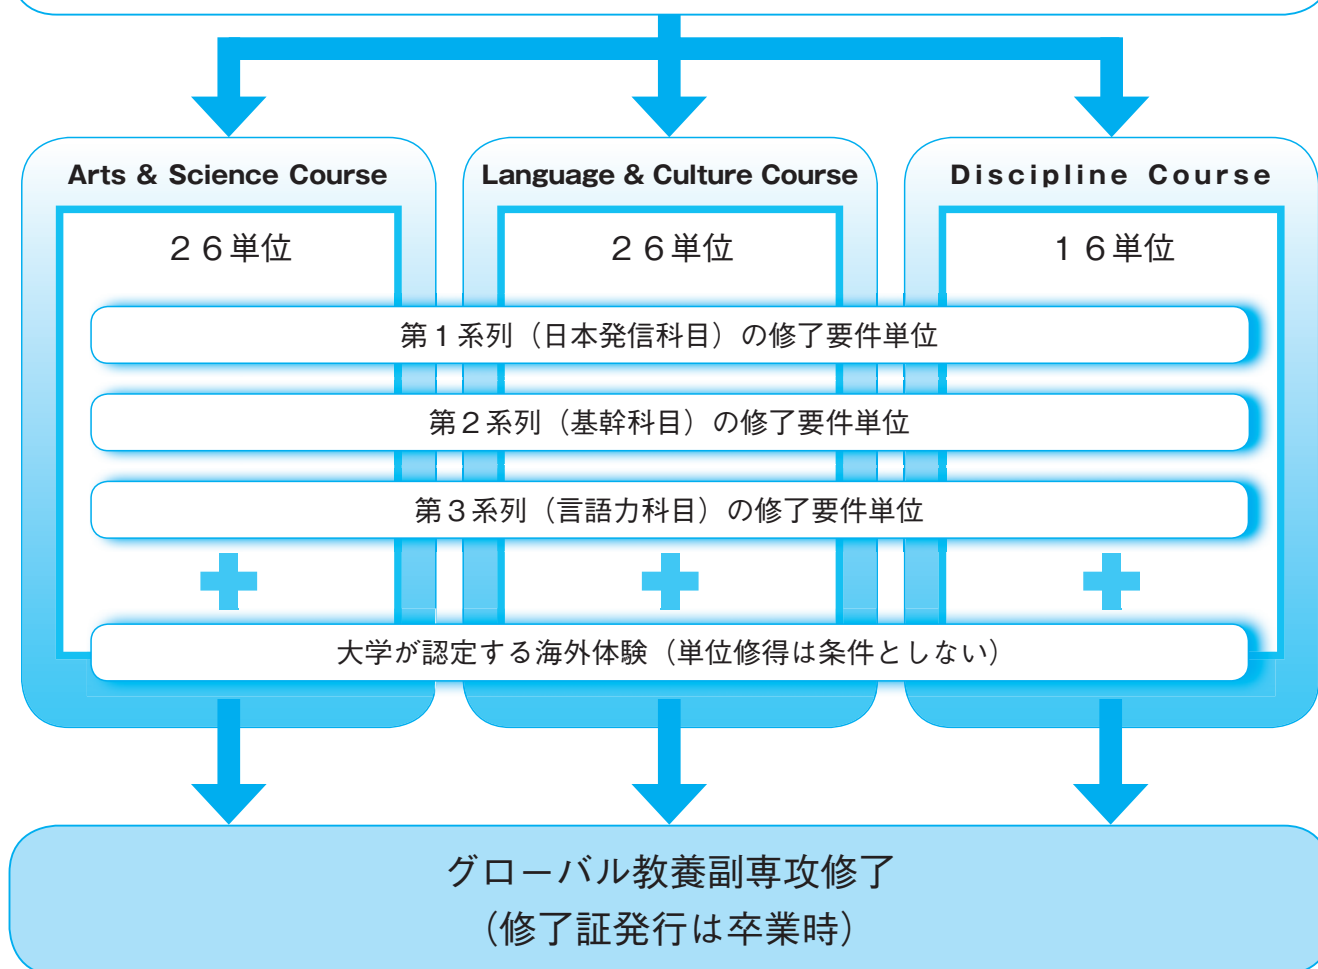 Arts & Science Course
２６単位
Language & Culture Course
２６単位
Discipline Course
１６単位
第１系列（日本発信科目）の修了要件単位
第２系列（基幹科目）の修了要件単位
第３系列（言語力科目）の修了要件単位
大学が認定する海外体験（単位修得は条件としない）
グローバル教養副専攻修了
（修了証発行は卒業時）